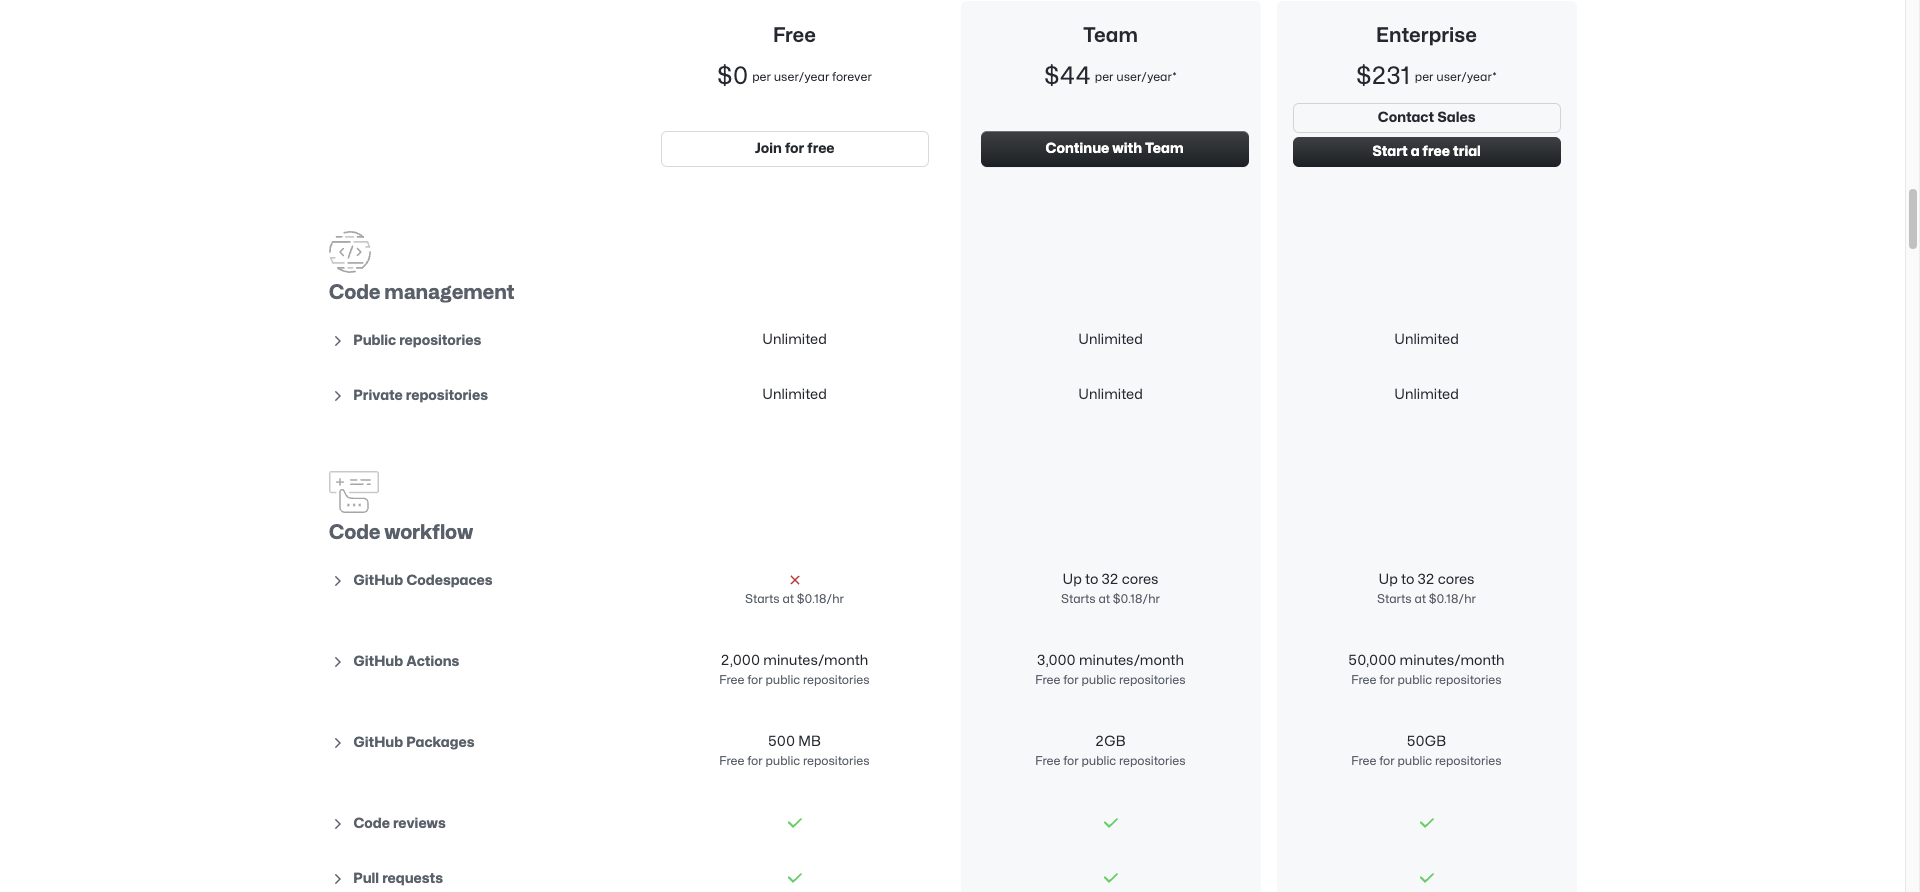 Free
Team
Enterprise
$0 per user/year forever
$44 per user/year*
$231 per user/year*
Contact Sales
Join for free
Continue with Team
Start a free trial
Code management
Public repositories
Unlimited
Unlimited
Unlimited
Private repositories
Unlimited
Unlimited
Unlimited
Code workflow
GitHub Codespaces
Up to 32 cores
Up to 32 cores
Starts at $0.18/hr
Starts at $0.18/hr
Starts at $0.18/hr
GitHub Actions
2,000 minutes/month
3,000 minutes/month
50,000 minutes/month
Free for public repositories
Free for public repositories
Free for public repositories
GitHub Packages
500 MB
2GB
50GB
Free for public repositories
Free for public repositories
Free for public repositories
Code reviews
Pull requests